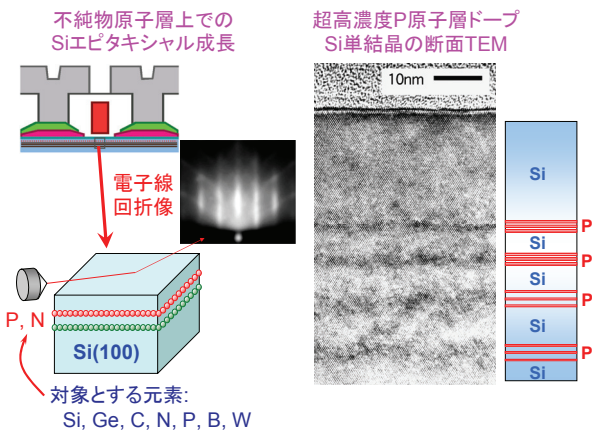 不純物原子層上での
Siエピタキシャル成長
電子線
回折像
P, N
Si(100)
対象とする元素:
Si, Ge, C, N, P, B, W
超高濃度P原子層ドープ
Si単結晶の断面TEM
10nm
Si
P
Si
P
Si
P
Si
P
Si